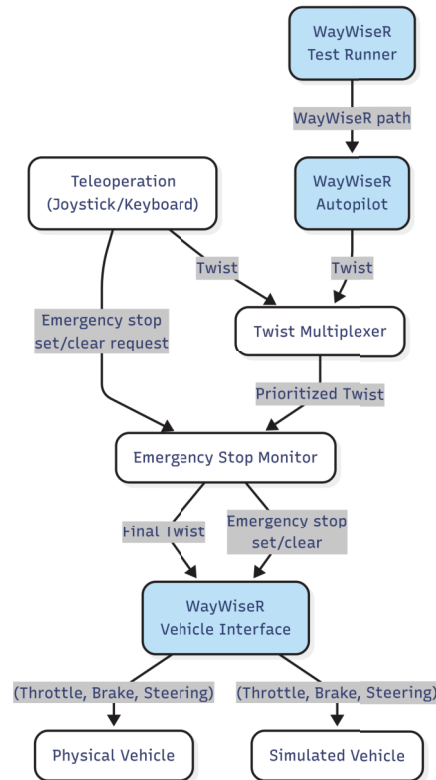 WayWiseR
Test Runner
WayWiseR path
Teleoperation
(Joystick/Keyboard)
WayWiseR
Autopilot
Twist
Twist
Emergency stop
set/clear request
Twist Multiplexer
Prioritized Twist
Emergency Stop Monitor
Final Twist
Emergency stop
set/clear
WayWiseR
Vehicle Interface
(Throttle, Brake, Steering)
(Throttle, Brake, Steering)
Physical Vehicle
Simulated Vehicle